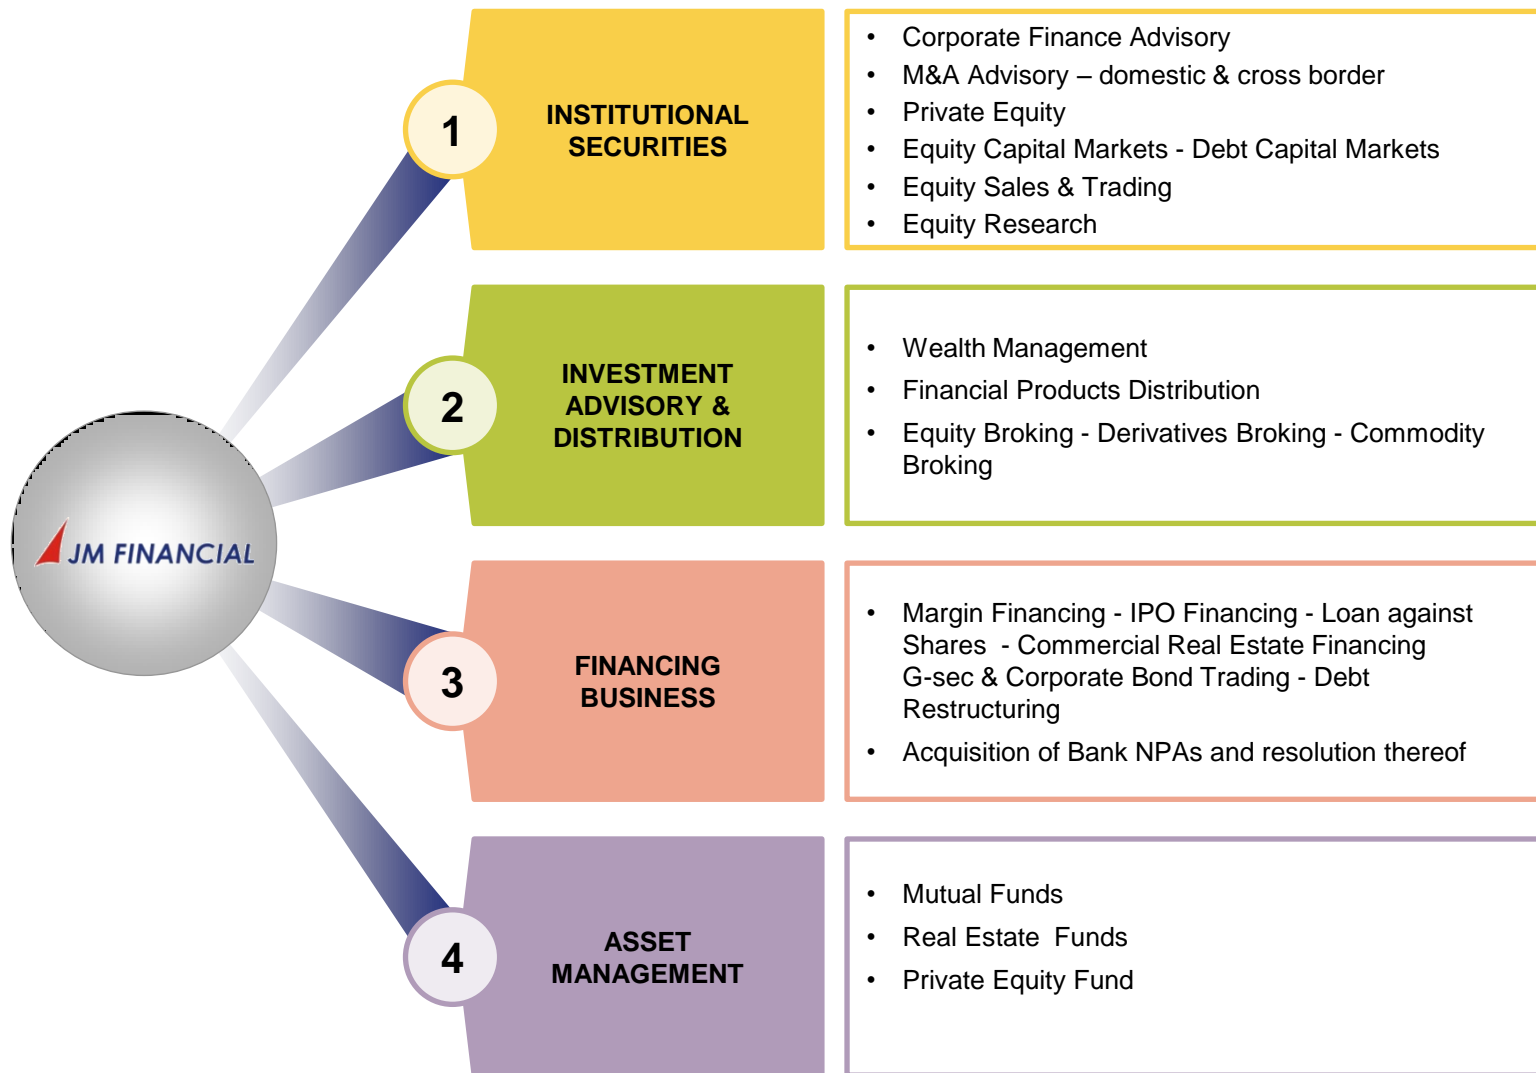 JM FINANCIAL
1
INSTITUTIONAL
SECURITIES
• Corporate Finance Advisory
• M&A Advisory – domestic & cross border
• Private Equity
• Equity Capital Markets - Debt Capital Markets
• Equity Sales & Trading
• Equity Research
2
INVESTMENT
ADVISORY &
DISTRIBUTION
• Wealth Management
• Financial Products Distribution
• Equity Broking - Derivatives Broking - Commodity
Broking
3
FINANCING
BUSINESS
• Margin Financing - IPO Financing - Loan against
Shares - Commercial Real Estate Financing
G-sec & Corporate Bond Trading - Debt
Restructuring
• Acquisition of Bank NPAs and resolution thereof
4
ASSET
MANAGEMENT
• Mutual Funds
• Real Estate Funds
• Private Equity Fund